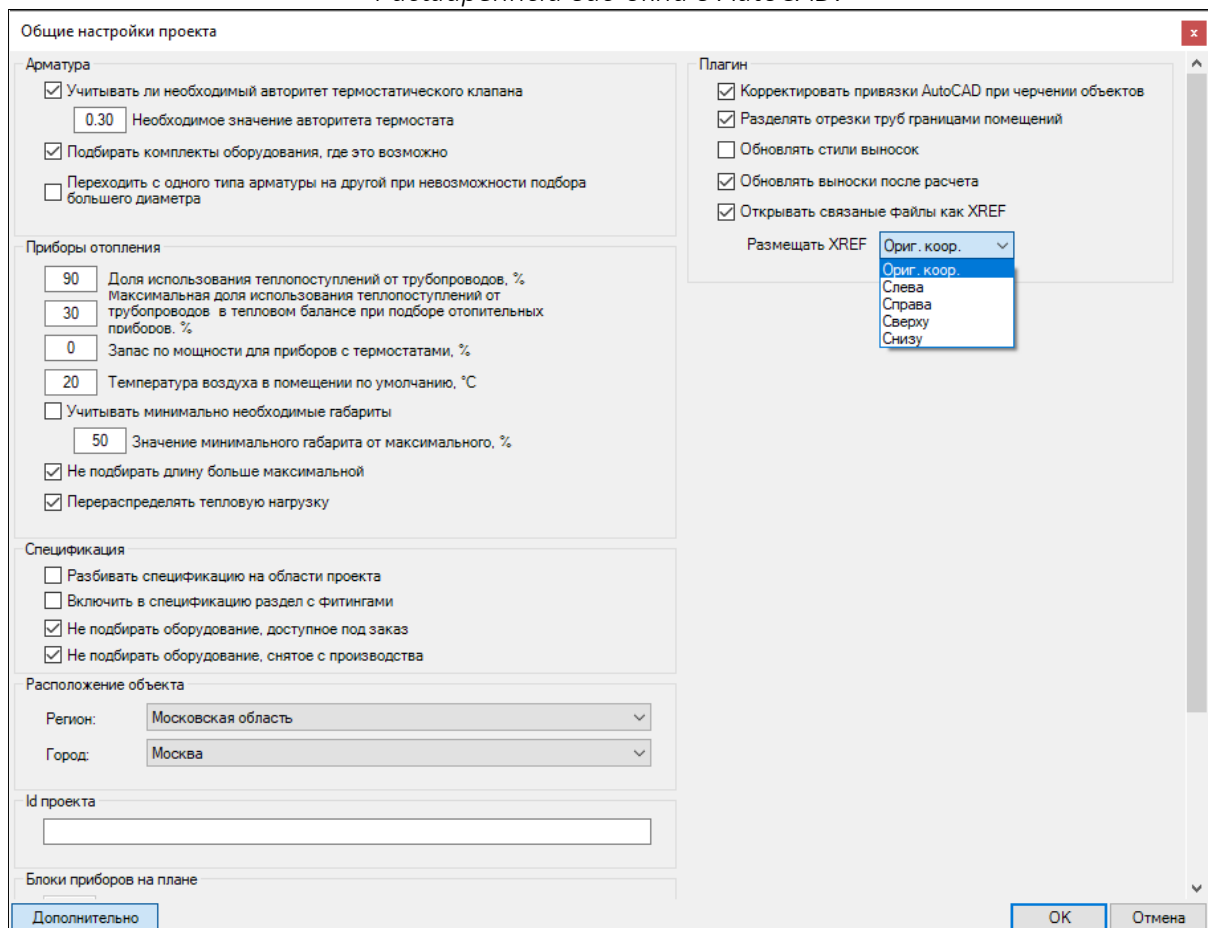 Общие настройки проекта
x
Арматура
Учитывать ли необходимый авторитет термостатического клапана
0.30 Необходимое значение авторитета термостата
Подбирать комплекты оборудования, где это возможно
Переходить с одного типа арматуры на другой при невозможности подбора
большего диаметра
Приборы отопления
90 Доля использования теплопоступлений от трубопроводов, %
Максимальная доля использования теплопоступлений от
30 трубопроводов в тепловом балансе при подборе отопительных
приборов, %
0 Запас по мощности для приборов с термостатами, %
20 Температура воздуха в помещении по умолчанию, °C
Учитывать минимально необходимые габариты
50 Значение минимального габарита от максимального, %
Не подбирать длину больше максимальной
Перераспределять тепловую нагрузку
Спецификация
Разбивать спецификацию на области проекта
Включить в спецификацию раздел с фитингами
Не подбирать оборудование, доступное под заказ
Не подбирать оборудование, снятое с производства
Расположение объекта
Регион: Московская область
Город: Москва
Id проекта
Блоки приборов на плане
Плагин
Корректировать привязки AutoCAD при черчении объектов
Разделять отрезки труб границами помещений
Обновлять стили выносок
Обновлять выноски после расчета
Открывать связаные файлы как XREF
Размещать XREF Ориг. коор.
Ориг. коор.
Слева
Справа
Сверху
Снизу
Дополнительно
OK
Отмена